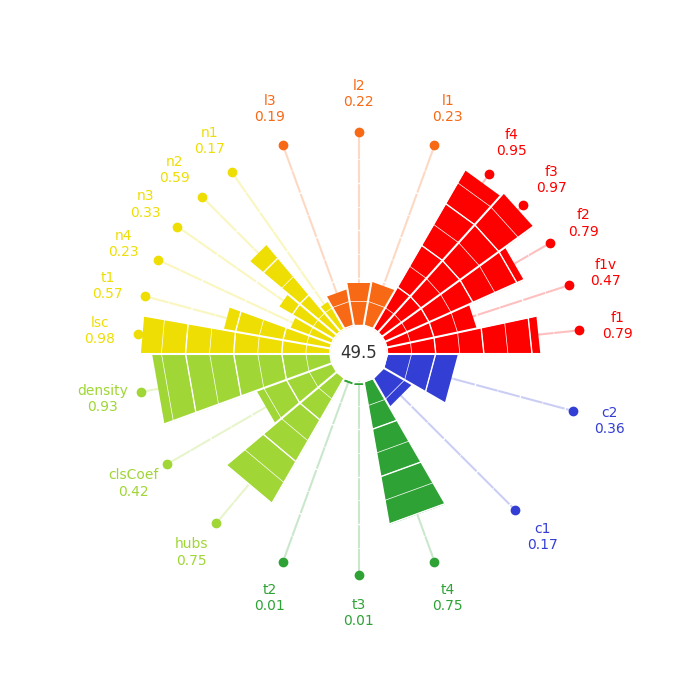 l2
0.22
l3
0.19
l1
0.23
n1
0.17
f4
0.95
n2
0.59
f3
0.97
n3
0.33
f2
0.79
n4
0.23
f1v
0.47
t1
0.57
f1
0.79
lsc
0.98
49.5
density
0.93
c2
0.36
clsCoef
0.42
c1
0.17
hubs
0.75
t2
0.01
t3
0.01
t4
0.75